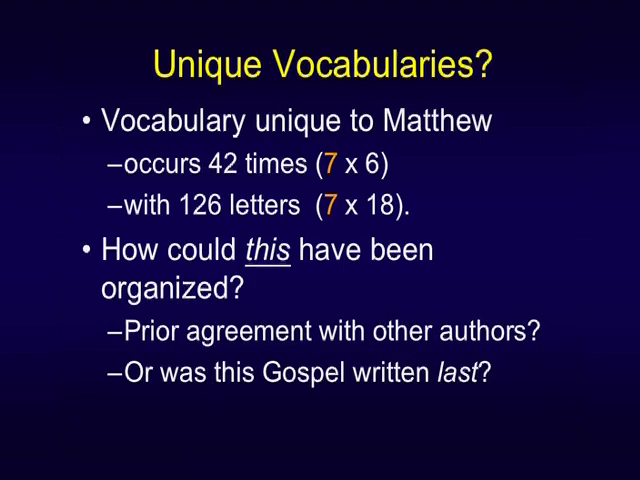 Unique Vocabularies?
• Vocabulary unique to Matthew
–occurs 42 times (7 x 6)
–with 126 letters (7 x 18).
• How could this have been
organized?
–Prior agreement with other authors?
–Or was this Gospel written last?